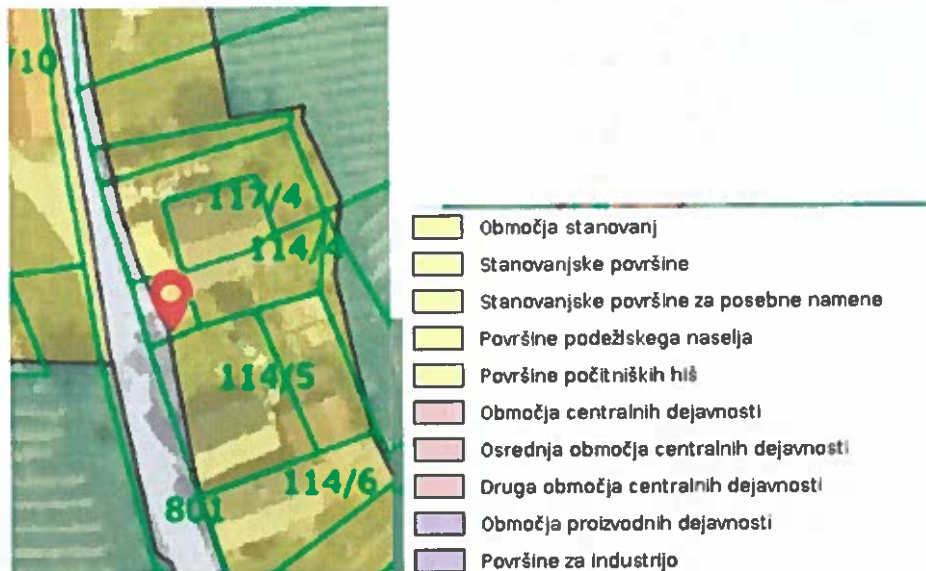 /10
117/4
114/4
114/5
114/6
801
Območja stanovanj
Stanovanjske površine
Stanovanjske površine za posebne namene
Površine podeželskega naselja
Površine počitniških hiš
Območja centralnih dejavnosti
Osrednja območja centralnih dejavnosti
Druga območja centralnih dejavnosti
Območja proizvodnih dejavnosti
Površine za industrijo